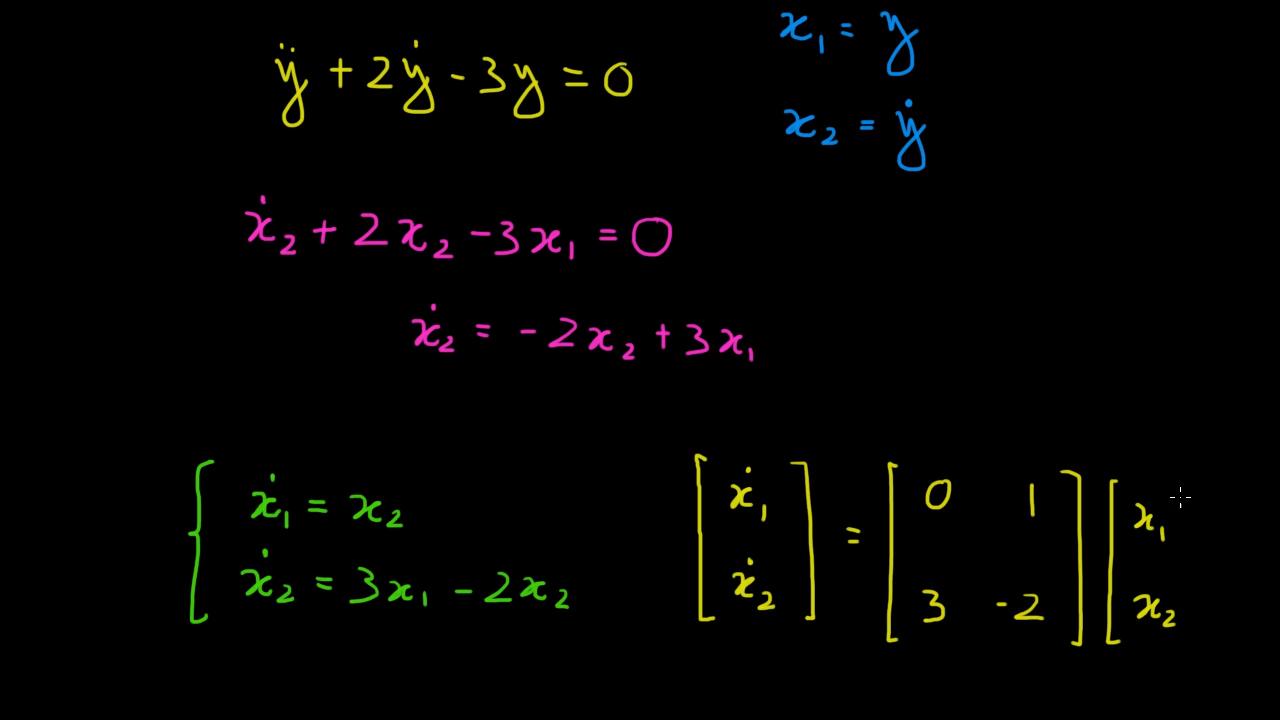 ÿ + 2ẏ - 3y = 0
x₁ = y
x₂ = ẏ
ẋ₂ + 2x₂ - 3x₁ = 0
ẋ₂ = -2x₂ + 3x₁
{ ẋ₁ = x₂
ẋ₂ = 3x₁ - 2x₂
[ẋ₁ ẋ₂] = [0 1 3 -2] [x₁ x₂